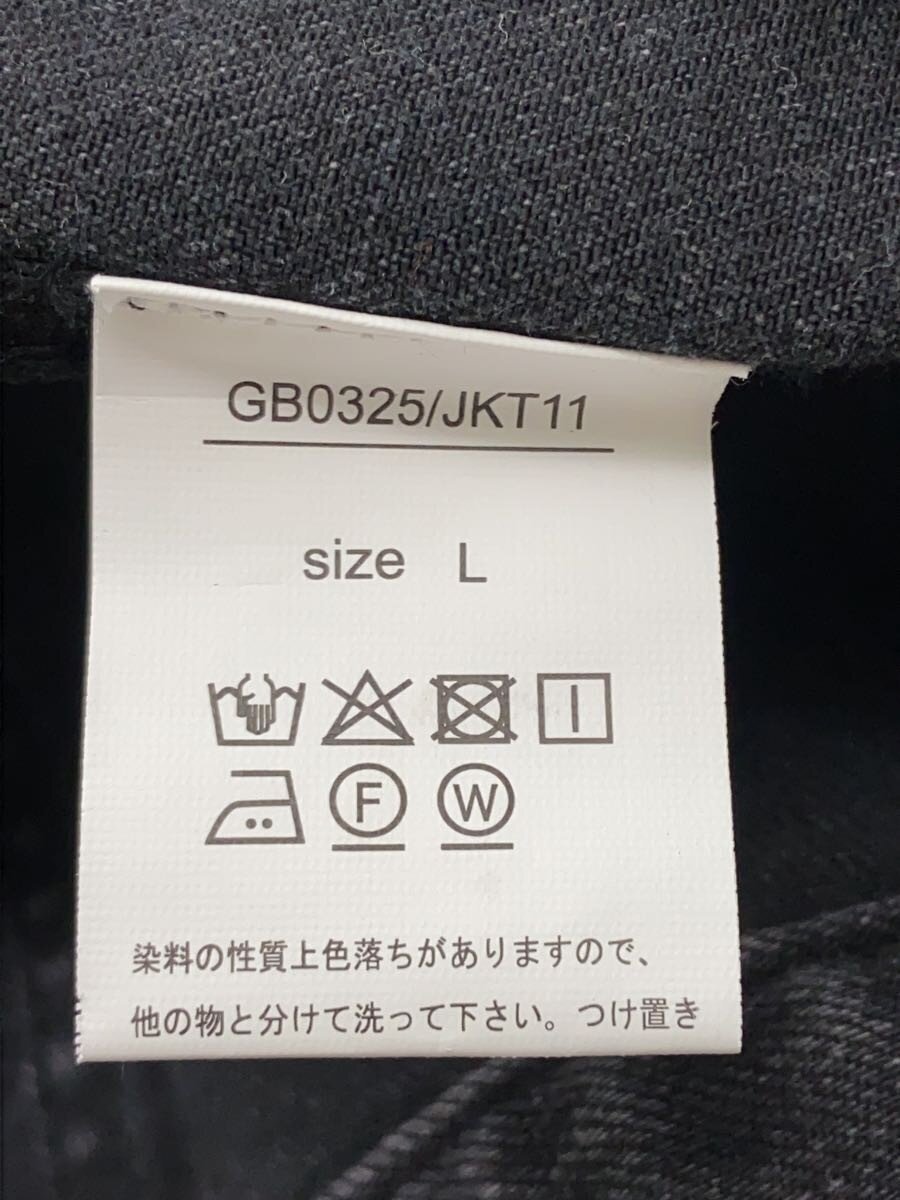 GB0325/JKT11
size L
F W
染料の性質上色落ちがありますので、
他の物と分けて洗って下さい。つけ置き